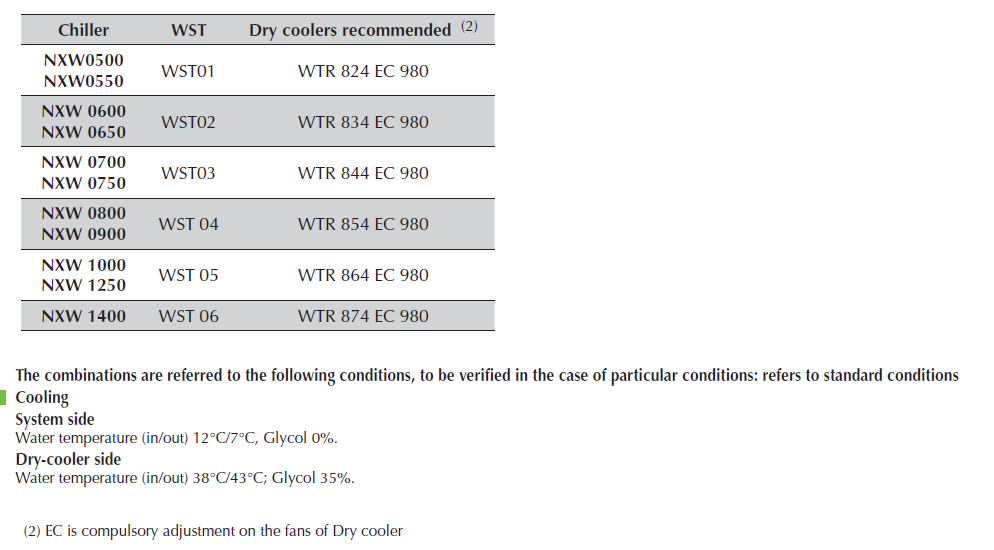 Chiller WST Dry coolers recommended (2)
NXW0500
NXW0550
WST01 WTR 824 EC 980
NXW 0600
NXW 0650
WST02 WTR 834 EC 980
NXW 0700
NXW 0750
WST03 WTR 844 EC 980
NXW 0800
NXW 0900
WST 04 WTR 854 EC 980
NXW 1000
NXW 1250
WST 05 WTR 864 EC 980
NXW 1400 WST 06 WTR 874 EC 980
The combinations are referred to the following conditions, to be verified in the case of particular conditions: refers to standard conditions
Cooling
System side
Water temperature (in/out) 12°C/7°C, Glycol 0%.
Dry-cooler side
Water temperature (in/out) 38°C/43°C; Glycol 35%.
(2) EC is compulsory adjustment on the fans of Dry cooler